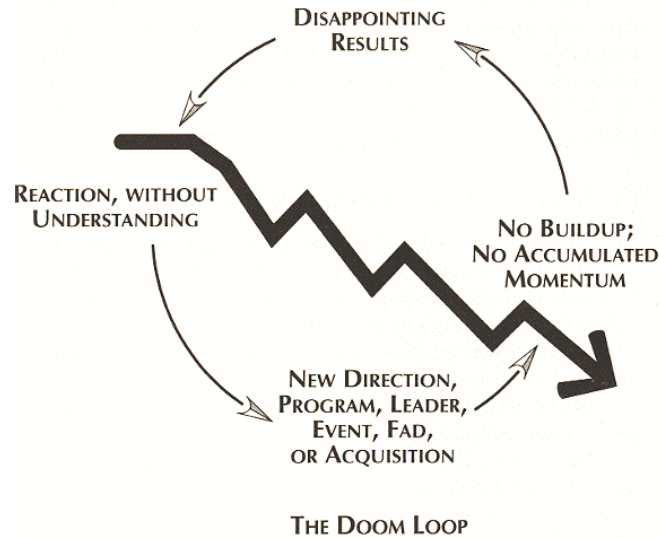 DISAPPOINTING
RESULTS
REACTION, WITHOUT
UNDERSTANDING
NEW DIRECTION,
PROGRAM, LEADER,
EVENT, FAD,
OR ACQUISITION
NO BUILDUP;
NO ACCUMULATED
MOMENTUM
THE DOOM LOOP